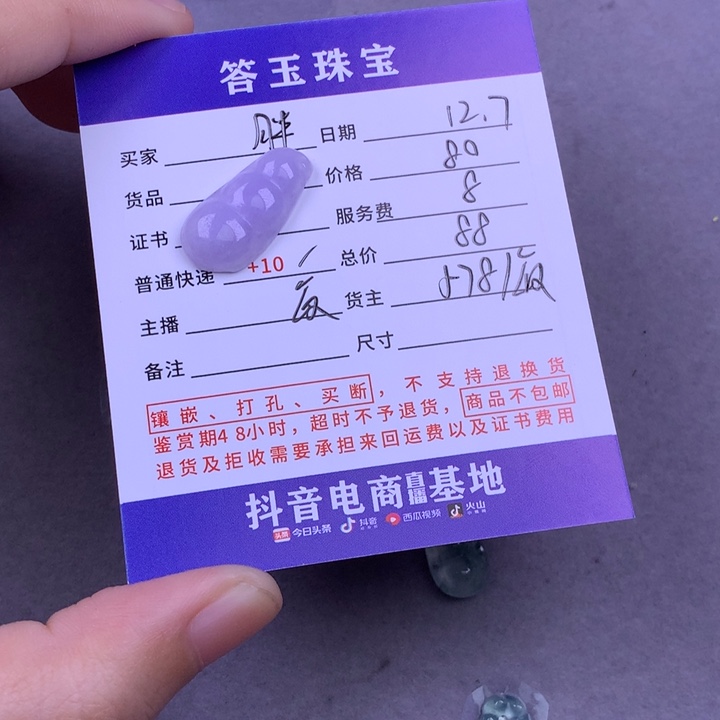 答玉珠宝
买家 胖 日期 12.7
货品 价格 80
证书 服务费 8
普通快递 +10 / 总价 88
主播 货主
备注 尺寸
镶嵌、打孔、买断，不支持退换货
鉴赏期48小时，超时不予退货，商品不包邮
退货及拒收需要承担来回运费以及证书费用
抖音电商直播基地
头条 今日头条 抖音 西瓜视频 火山